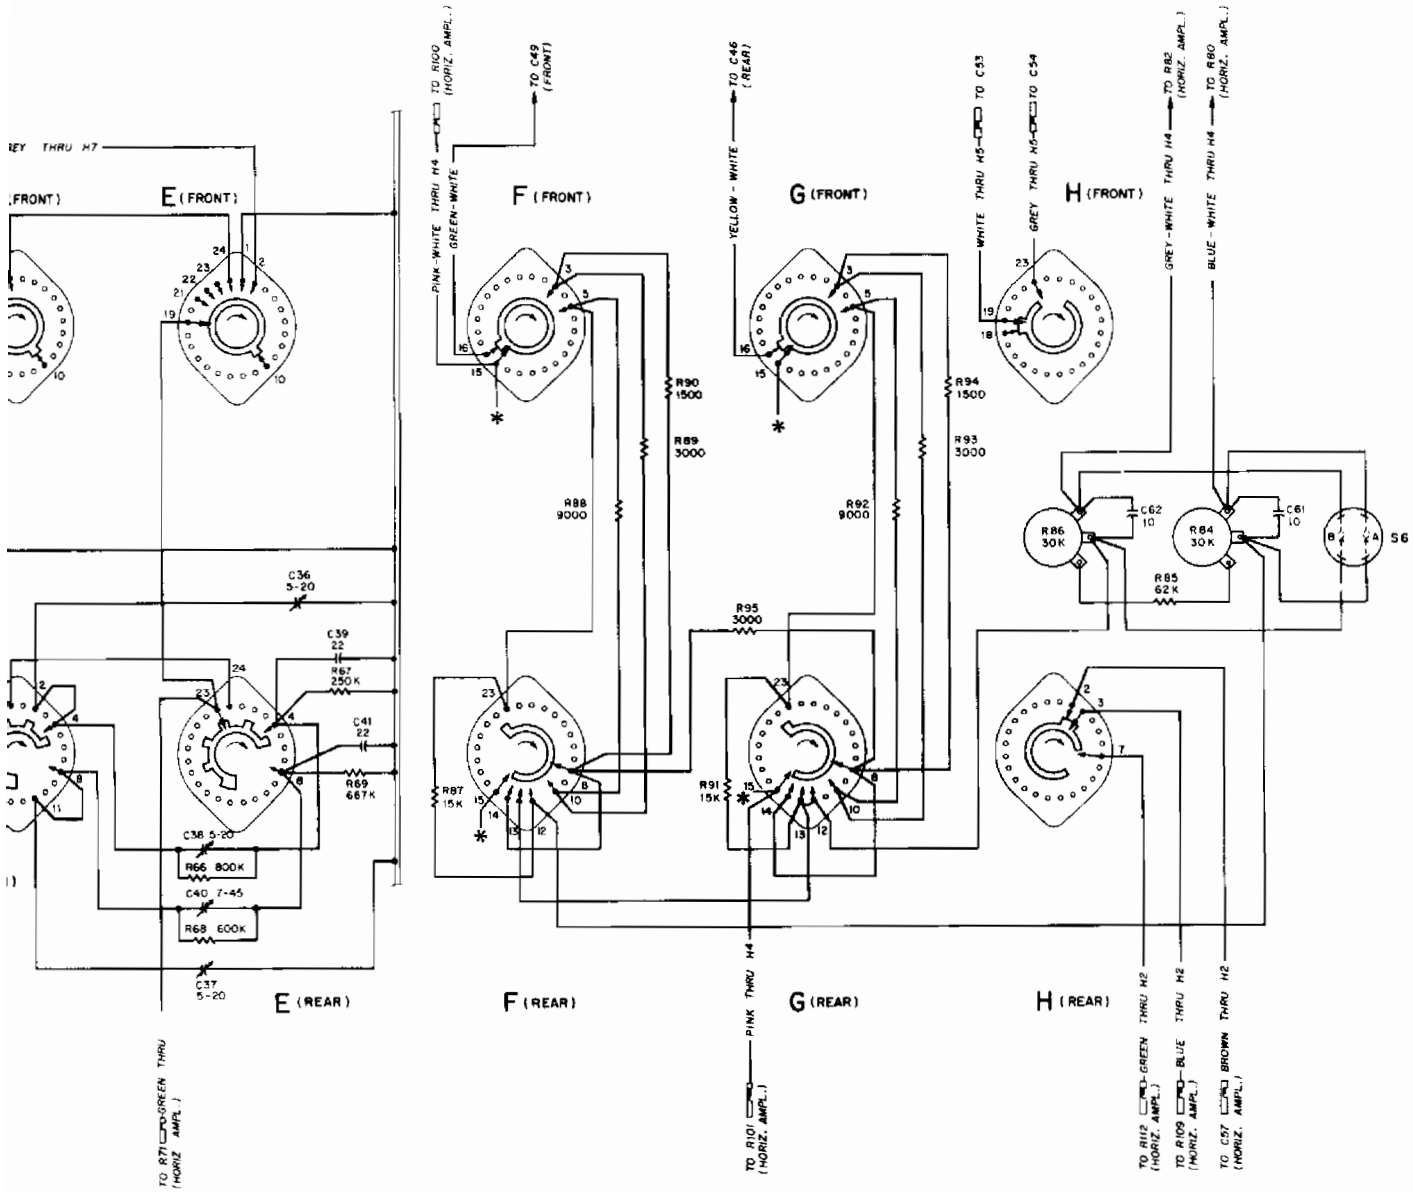 THRU H7
FRONT)
E (FRONT)
24
1
2
23
22
21
19
10
10
PINK-WHITE THRU H4 TO R100
(HORIZ. AMPL.)
GREEN-WHITE
TO C49
(FRONT)
F (FRONT)
3
5
16
15
*
R90
1500
R89
3000
R88
9000
YELLOW-WHITE
TO C46
(REAR)
G (FRONT)
3
5
16
15
*
R94
1500
R93
3000
R92
9000
WHITE THRU H5 TO C53
GREY THRU H5 TO C54
H (FRONT)
23
19
18
GREY-WHITE THRU H4 TO R82
(HORIZ. AMPL.)
BLUE-WHITE THRU H4 TO R80
(HORIZ. AMPL.)
R86
30K
C62
10
R84
30K
C61
10
B
A
S6
R85
62K
C36
5-20
C39
22
R67
250K
C41
22
R69
667K
2
4
8
11
24
23
4
8
C38 5-20
R66 800K
C40 7-45
R68 600K
C37
5-20
E (REAR)
TO R71 GREEN THRU
(HORIZ AMPL.)
23
R87
15K
15
14
13
12
10
8
*
F (REAR)
R95
3000
23
R91
15K
*
15
14
13
12
10
8
G (REAR)
TO R101 PINK THRU H4
(HORIZ. AMPL.)
2
3
7
H (REAR)
TO R112 GREEN THRU H2
(HORIZ. AMPL.)
TO R109 BLUE THRU H2
(HORIZ. AMPL.)
TO C57 BROWN THRU H2
(HORIZ. AMPL.)